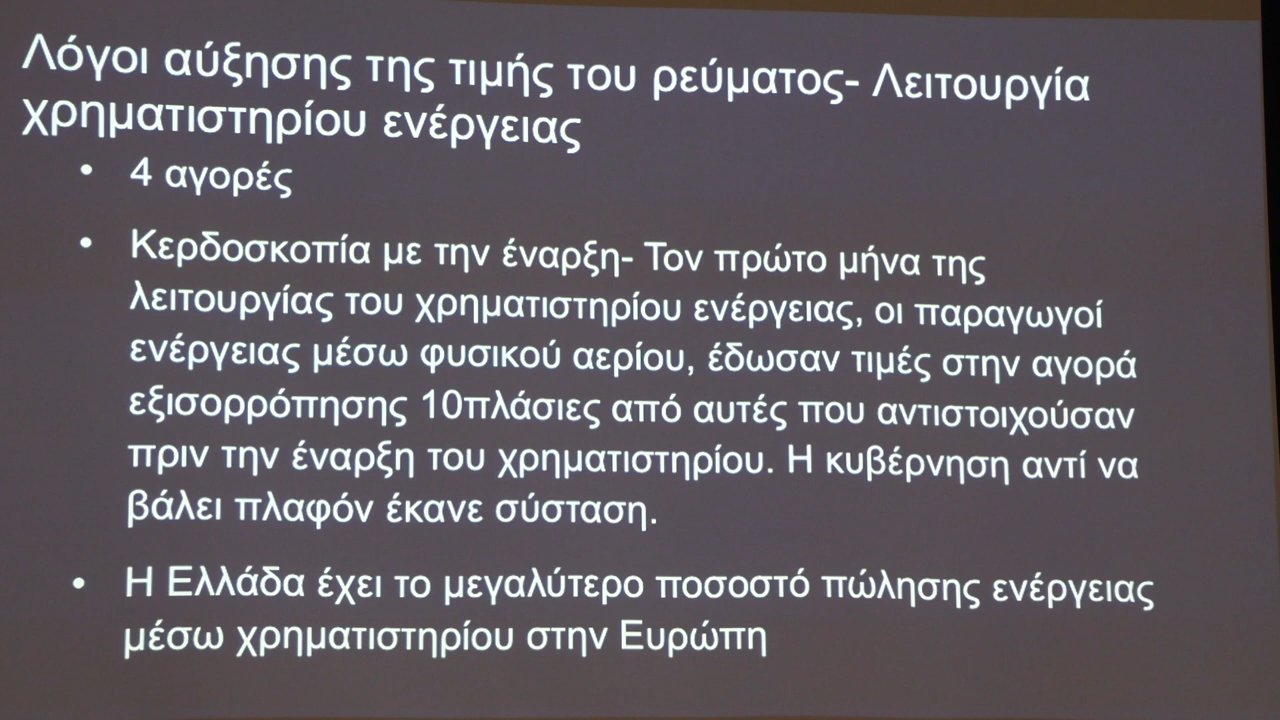 Λόγοι αύξησης της τιμής του ρεύματος- Λειτουργία
χρηματιστηρίου ενέργειας
• 4 αγορές
• Κερδοσκοπία με την έναρξη- Τον πρώτο μήνα της
λειτουργίας του χρηματιστηρίου ενέργειας, οι παραγωγοί
ενέργειας μέσω φυσικού αερίου, έδωσαν τιμές στην αγορά
εξισορρόπησης 10πλάσιες από αυτές που αντιστοιχούσαν
πριν την έναρξη του χρηματιστηρίου. Η κυβέρνηση αντί να
βάλει πλαφόν έκανε σύσταση.
• Η Ελλάδα έχει το μεγαλύτερο ποσοστό πώλησης ενέργειας
μέσω χρηματιστηρίου στην Ευρώπη